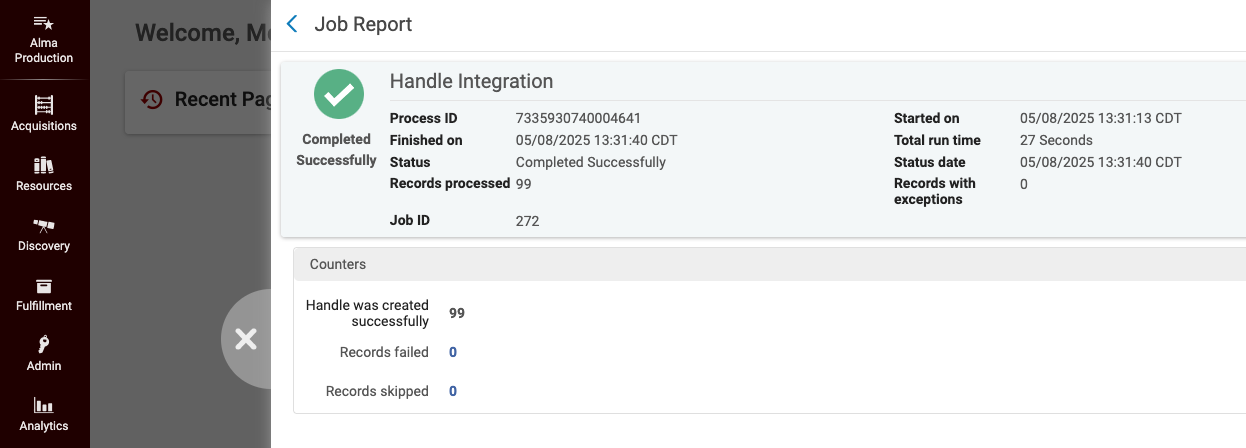 Alma
Production
Acquisitions
Resources
Discovery
Fulfillment
Admin
Analytics
Welcome, Mo
Recent Pag
Job Report
Completed
Successfully
Handle Integration
Process ID 7335930740004641
Started on 05/08/2025 13:31:13 CDT
Finished on 05/08/2025 13:31:40 CDT
Total run time 27 Seconds
Status Completed Successfully
Status date 05/08/2025 13:31:40 CDT
Records processed 99
Records with
exceptions 0
Job ID 272
Counters
Handle was created
successfully 99
Records failed 0
Records skipped 0